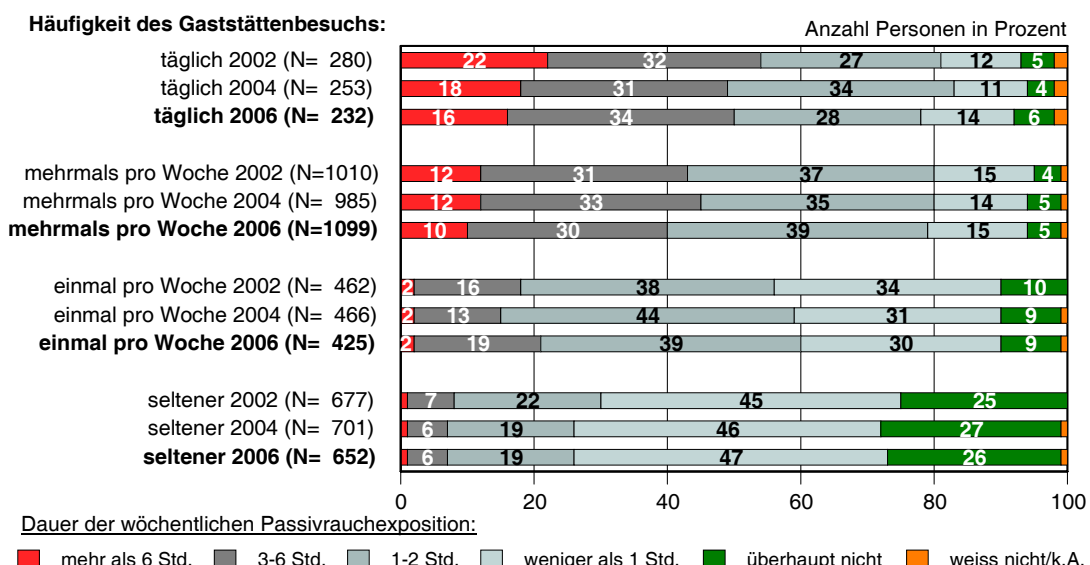 Häufigkeit des Gaststättenbesuchs:
Anzahl Personen in Prozent
täglich 2002 (N= 280) 22 32 27 12 5
täglich 2004 (N= 253) 18 31 34 11 4
täglich 2006 (N= 232) 16 34 28 14 6
mehrmals pro Woche 2002 (N=1010) 12 31 37 15 4
mehrmals pro Woche 2004 (N= 985) 12 33 35 14 5
mehrmals pro Woche 2006 (N=1099) 10 30 39 15 5
einmal pro Woche 2002 (N= 462) 2 16 38 34 10
einmal pro Woche 2004 (N= 466) 2 13 44 31 9
einmal pro Woche 2006 (N= 425) 2 19 39 30 9
seltener 2002 (N= 677) 7 22 45 25
seltener 2004 (N= 701) 6 19 46 27
seltener 2006 (N= 652) 6 19 47 26
0 20 40 60 80 100
Dauer der wöchentlichen Passivrauchexposition:
mehr als 6 Std. 3-6 Std. 1-2 Std. weniger als 1 Std. überhaupt nicht weiss nicht/k.A.